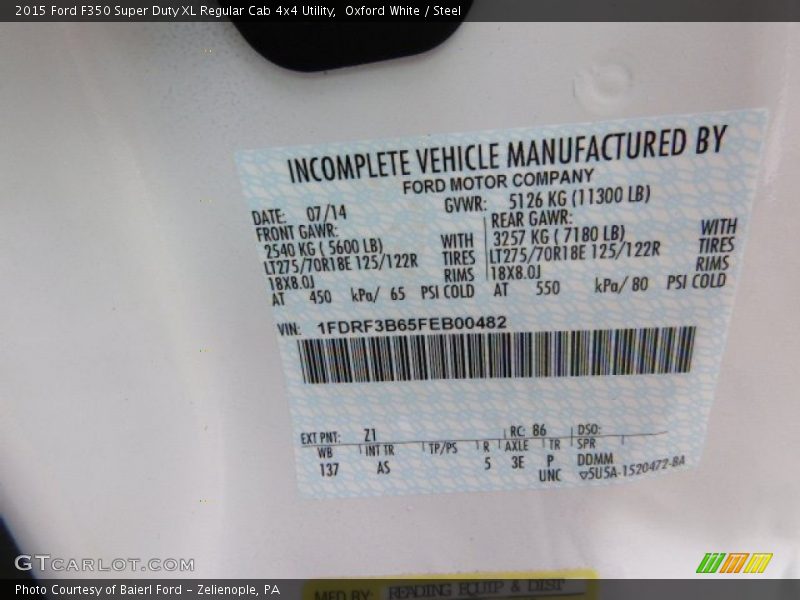 2015 Ford F350 Super Duty XL Regular Cab 4x4 Utility,  Oxford White / Steel
INCOMPLETE VEHICLE MANUFACTURED BY
FORD MOTOR COMPANY
DATE: 07/14 GVWR: 5126 KG (11300 LB)
FRONT GAWR: REAR GAWR:
2540 KG ( 5600 LB) WITH 3257 KG ( 7180 LB) WITH
LT275/70R18E 125/122R TIRES LT275/70R18E 125/122R TIRES
18X8.0J RIMS 18X8.0J RIMS
AT 450 kPa/ 65 PSI COLD AT 550 kPa/ 80 PSI COLD
VIN: 1FDRF3B65FEB00482
EXT PNT: Z1 RC: 86 DSO:
WB INT TR TP/PS R AXLE TR SPR
137 AS 5 3E P DDMM
UNC ▽5U5A-1520472-BA
GTCARLOT.COM
MFD BY: READING EQUIP & DIST
Photo Courtesy of Baierl Ford - Zelienople, PA